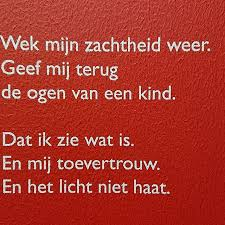 Wek mijn zachtheid weer.
Geef mij terug
de ogen van een kind.
Dat ik zie wat is.
En mij toevertrouw.
En het licht niet haat.